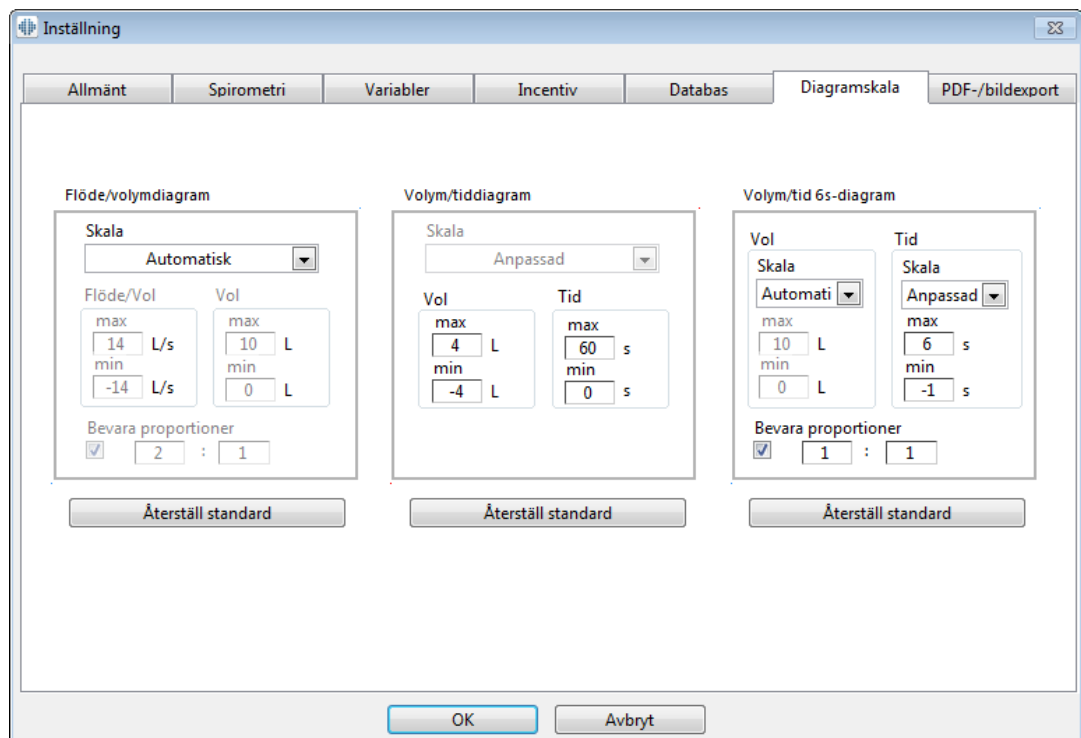 Inställning
Allmänt Spirometri Variabler Incentiv Databas Diagramskala PDF-/bildexport
Flöde/volymdiagram
Skala
Automatisk
Flöde/Vol Vol
max max
14 L/s 10 L
min min
-14 L/s 0 L
Bevara proportioner
2 : 1
Återställ standard
Volym/tiddiagram
Skala
Anpassad
Vol Tid
max max
4 L 60 s
min min
-4 L 0 s
Återställ standard
Volym/tid 6s-diagram
Vol Tid
Skala Skala
Automati Anpassad
max max
10 L 6 s
min min
0 L -1 s
Bevara proportioner
1 : 1
Återställ standard
OK Avbryt